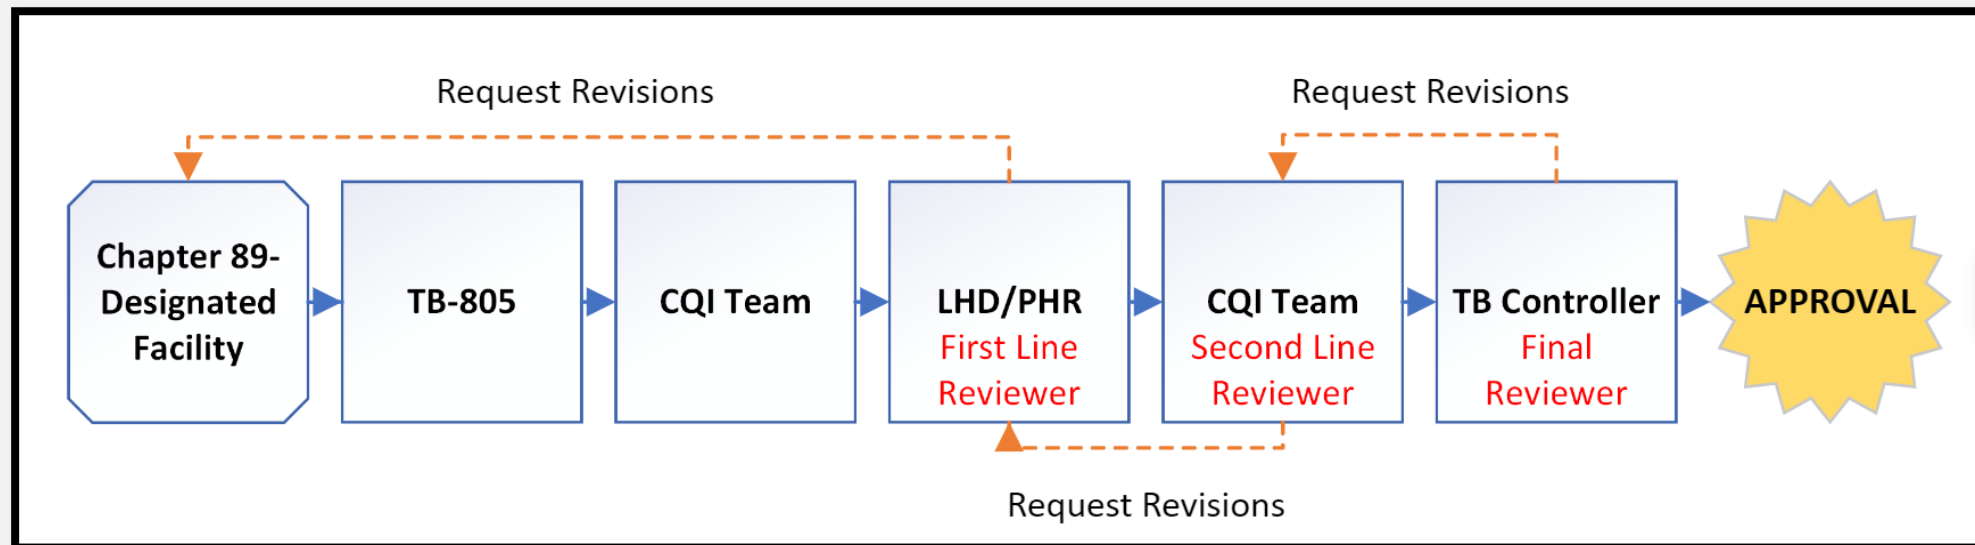 Request Revisions
Request Revisions
Chapter 89-
Designated
Facility
TB-805
CQI Team
LHD/PHR
First Line
Reviewer
CQI Team
Second Line
Reviewer
TB Controller
Final
Reviewer
APPROVAL
Request Revisions